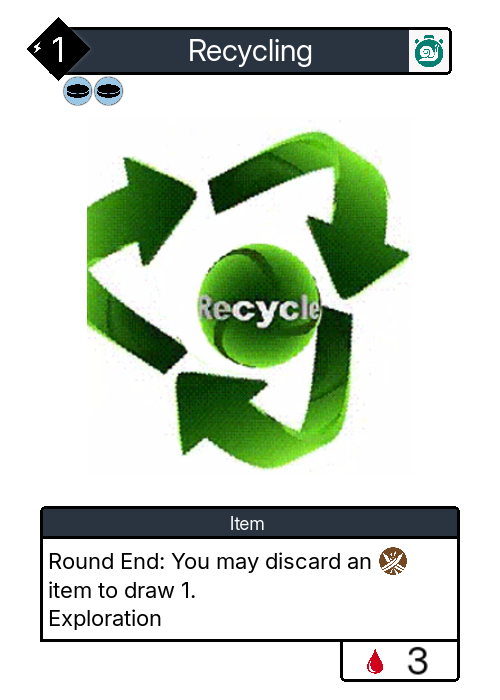 1
Recycling
Recycle
Item
Round End: You may discard an
item to draw 1.
Exploration
3